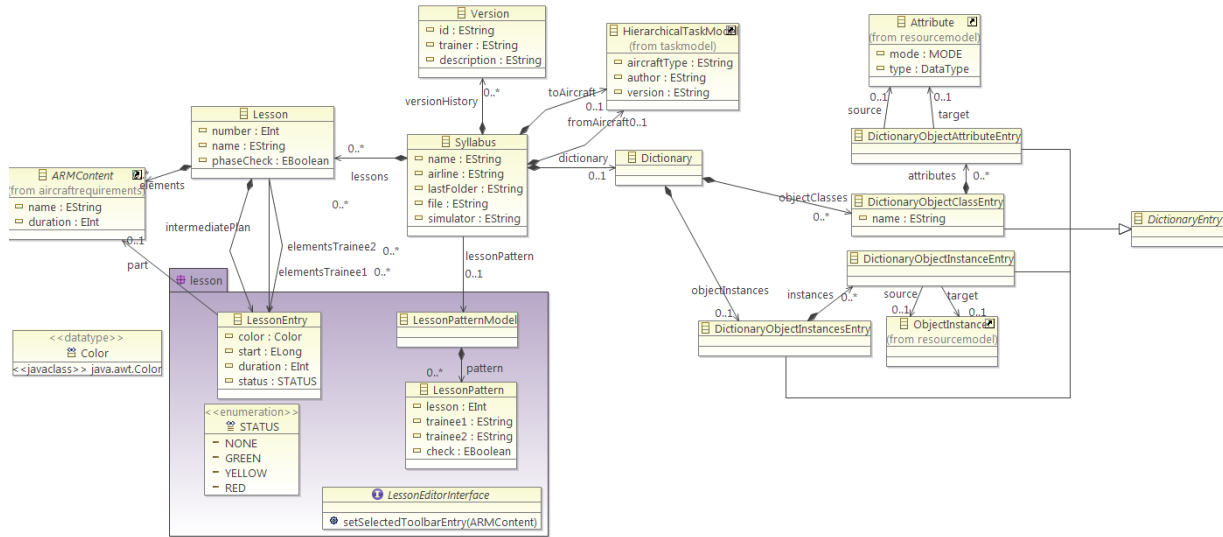 Version
id : EString
trainer : EString
description : EString
HierarchicalTaskModel
(from taskmodel)
aircraftType : EString
author : EString
version : EString
Attribute
(from resourcemodel)
mode : MODE
type : DataType
0..*
versionHistory
toAircraft
0..1
fromAircraft
0..1
0..1
0..1
source
target
Lesson
number : EInt
name : EString
phaseCheck : EBoolean
0..*
lessons
Syllabus
name : EString
airline : EString
lastFolder : EString
file : EString
simulator : EString
dictionary
0..1
Dictionary
DictionaryObjectAttributeEntry
attributes
0..*
ARMContent
(from aircraftrequirements)
name : EString
duration : EInt
elements
0..*
objectClasses
0..*
DictionaryObjectClassEntry
name : EString
DictionaryEntry
intermediatePlan
0..1
part
elementsTrainee2
0..*
elementsTrainee1
0..*
lessonPattern
0..1
DictionaryObjectInstanceEntry
objectInstances
0..1
instances
0..*
source
0..1
target
0..1
lesson
LessonEntry
color : Color
start : ELong
duration : EInt
status : STATUS
LessonPatternModel
DictionaryObjectInstancesEntry
ObjectInstance
(from resourcemodel)
<<datatype>>
Color
<<javaclass>> java.awt.Color
0..*
pattern
LessonPattern
lesson : EInt
trainee1 : EString
trainee2 : EString
check : EBoolean
<<enumeration>>
STATUS
NONE
GREEN
YELLOW
RED
LessonEditorInterface
setSelectedToolbarEntry(ARMContent)